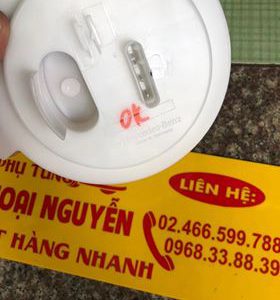 PHỤ TÙNG
LIÊN HỆ:
OẠI NGUYỄN
02.466.599.788
T HÀNG NHANH
0968.33.88.39